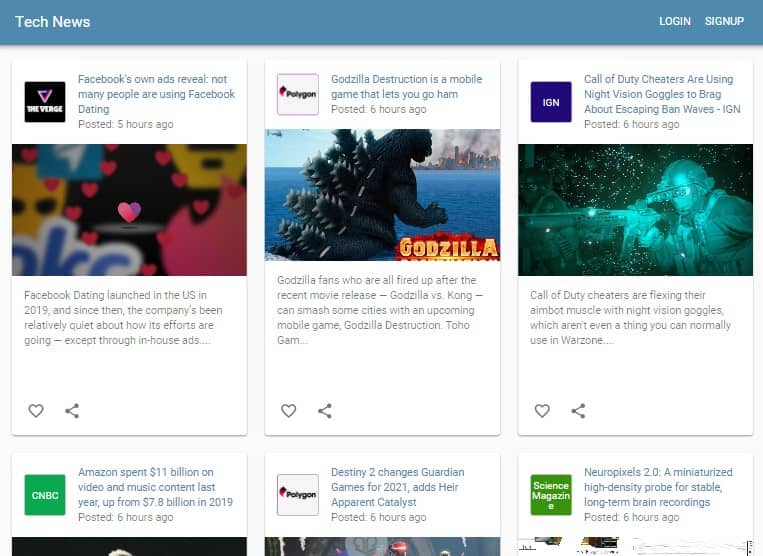 Tech News
LOGIN SIGNUP
THE VERGE
Facebook's own ads reveal: not
many people are using Facebook
Dating
Posted: 5 hours ago
Facebook Dating launched in the US in
2019, and since then, the company's been
relatively quiet about how its efforts are
going — except through in-house ads....
Polygon
Godzilla Destruction is a mobile
game that lets you go ham
Posted: 6 hours ago
GODZILLA
Godzilla fans who are all fired up after the
recent movie release — Godzilla vs. Kong —
can smash some cities with an upcoming
mobile game, Godzilla Destruction. Toho
Gam...
IGN
Call of Duty Cheaters Are Using
Night Vision Goggles to Brag
About Escaping Ban Waves - IGN
Posted: 6 hours ago
Call of Duty cheaters are flexing their
aimbot muscle with night vision goggles,
which aren't even a thing you can normally
use in Warzone....
CNBC
Amazon spent $11 billion on
video and music content last
year, up from $7.8 billion in 2019
Posted: 6 hours ago
Polygon
Destiny 2 changes Guardian
Games for 2021, adds Heir
Apparent Catalyst
Posted: 6 hours ago
Science
Magazin
e
Neuropixels 2.0: A miniaturized
high-density probe for stable,
long-term brain recordings
Posted: 6 hours ago